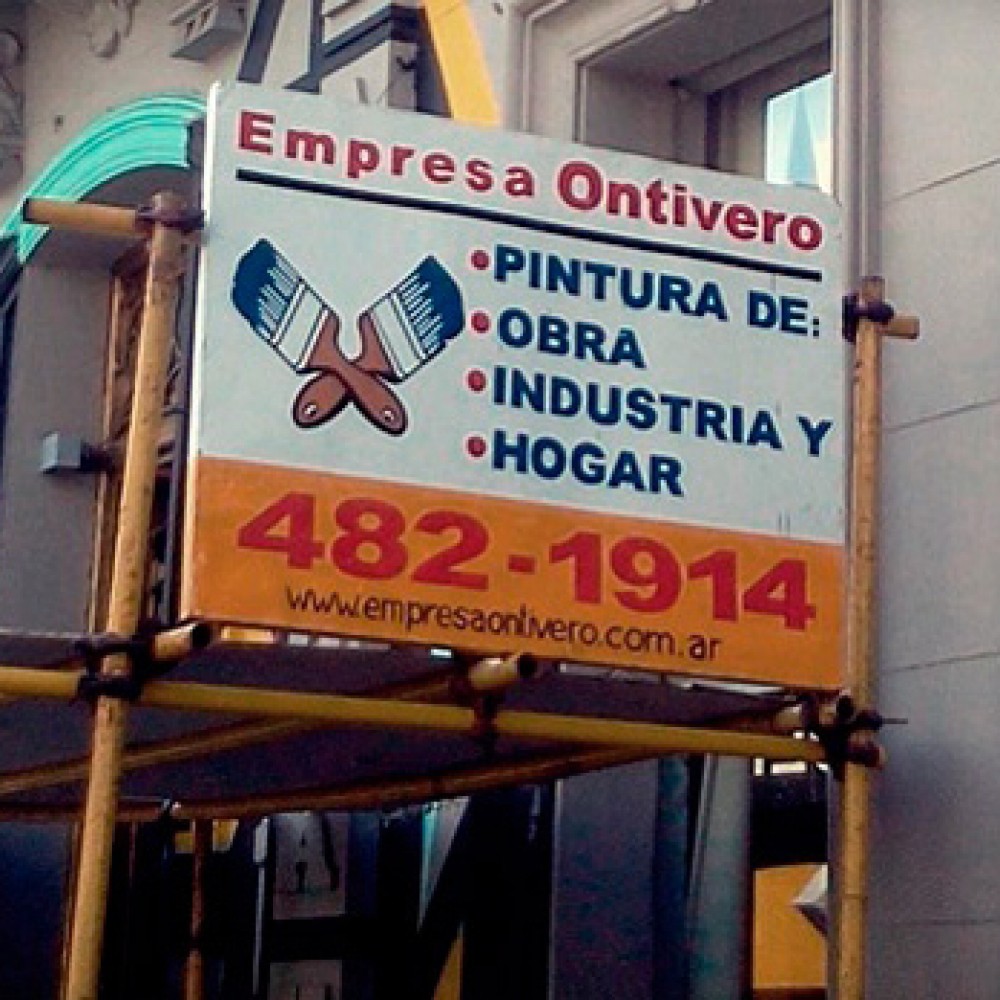 Empresa Ontivero
•PINTURA DE:
•OBRA
•INDUSTRIA Y
•HOGAR
482-1914
www.empresaontivero.com.ar